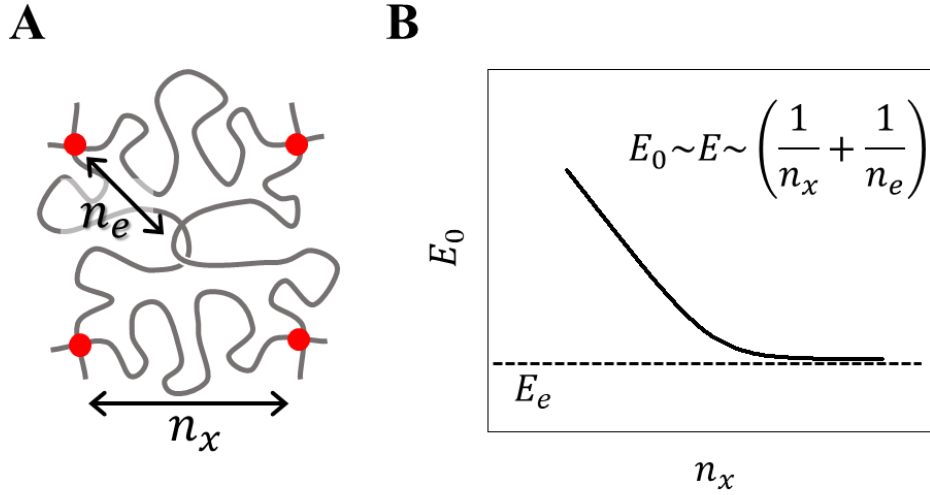 A
B
n_e
n_x
E_0~E~(1/n_x + 1/n_e)
E_0
E_e
n_x